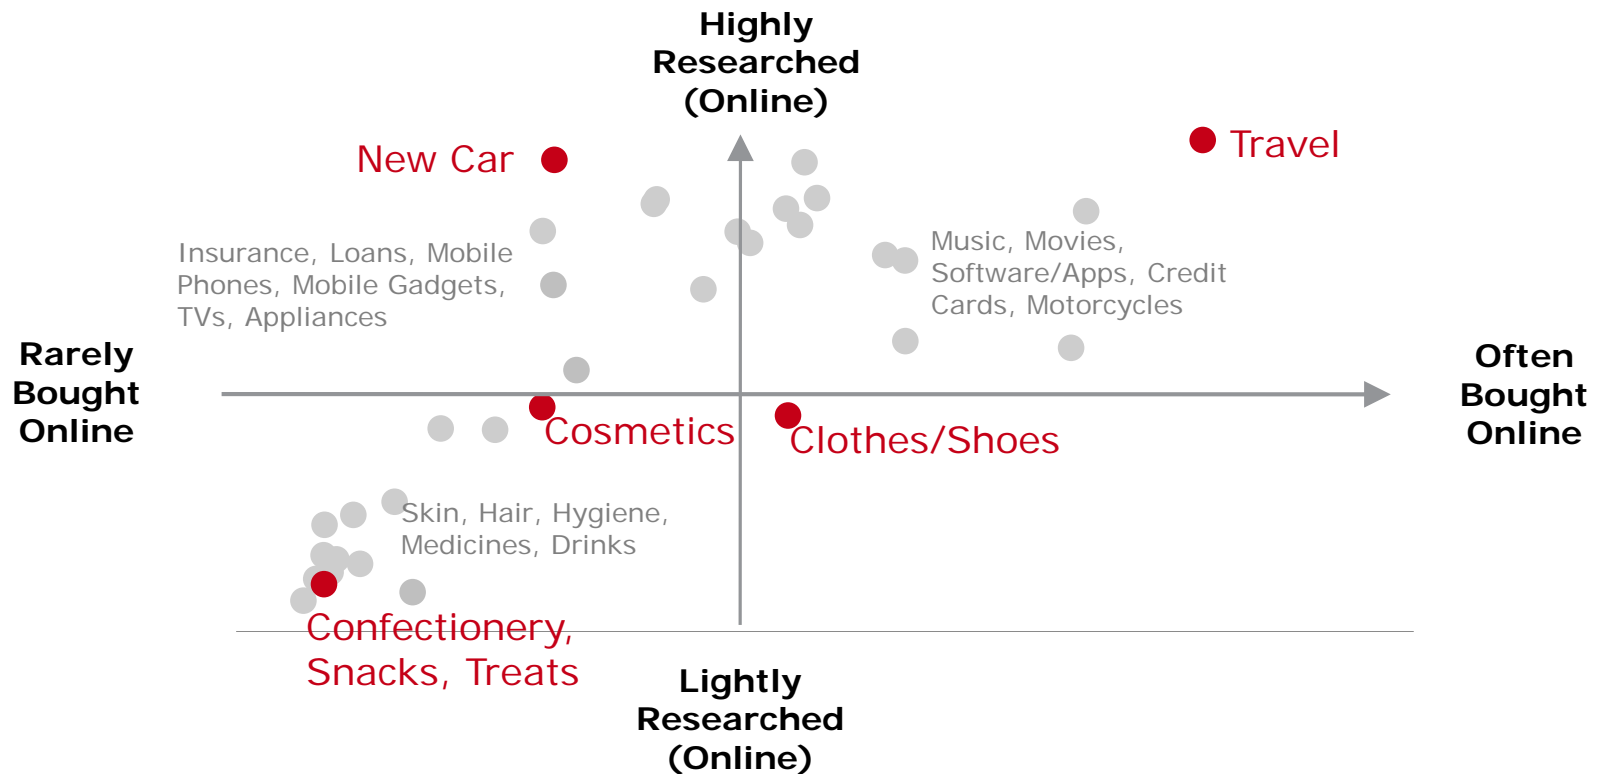 Highly
Researched
(Online)
New Car
Travel
Insurance, Loans, Mobile
Phones, Mobile Gadgets,
TVs, Appliances
Music, Movies,
Software/Apps, Credit
Cards, Motorcycles
Rarely
Bought
Online
Often
Bought
Online
Cosmetics
Clothes/Shoes
Skin, Hair, Hygiene,
Medicines, Drinks
Confectionery,
Snacks, Treats
Lightly
Researched
(Online)